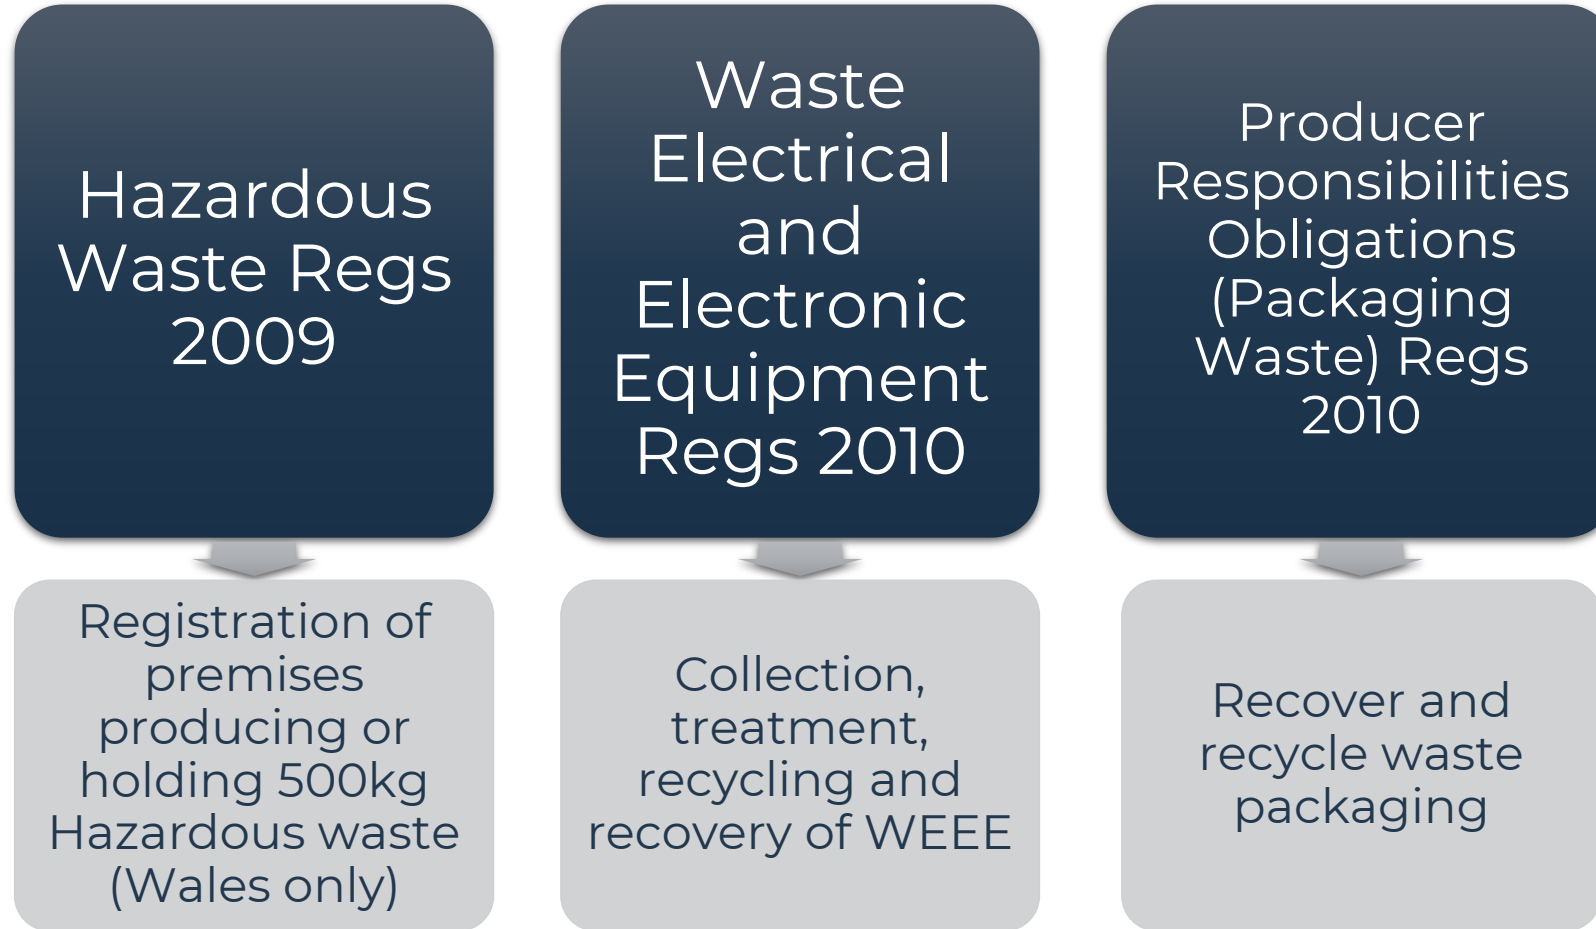 Hazardous
Waste Regs
2009
Registration of
premises
producing or
holding 500kg
Hazardous waste
(Wales only)
Waste
Electrical
and
Electronic
Equipment
Regs 2010
Collection,
treatment,
recycling and
recovery of WEEE
Producer
Responsibilities
Obligations
(Packaging
Waste) Regs
2010
Recover and
recycle waste
packaging